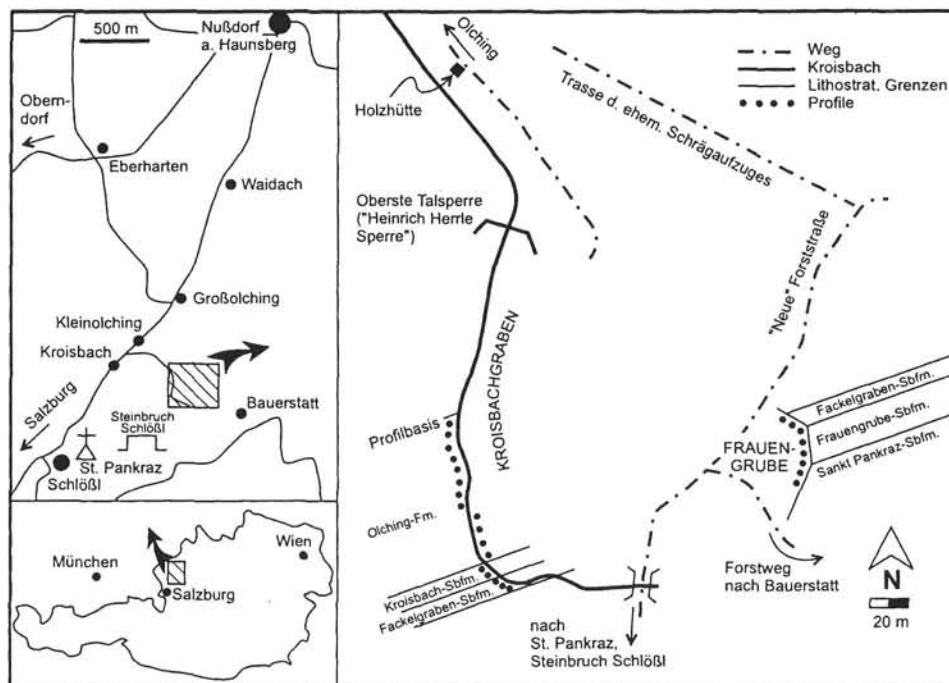 500 m
Nußdorf
a. Haunsberg
Obern-
dorf
Eberharten
Waidach
Großolching
Kleinolching
Kroisbach
Salzburg
Steinbruch
Schlößl
Bauerstatt
St. Pankraz
Schlößl
München
Wien
Salzburg
Olching
Holzhütte
Weg
Kroisbach
Lithostrat. Grenzen
Profile
Trasse d. ehem. Schrägaufzuges
Oberste Talsperre
("Heinrich Herrle
Sperre")
"Neue" Forststraße
KROISBACHGRABEN
Profilbasis
Fackelgraben-Sbfm.
Frauengrube-Sbfm.
Sankt Pankraz-Sbfm.
FRAUEN-
GRUBE
Olching-Fm.
Kroisbach-Sbfm.
Fackelgraben-Sbfm.
Forstweg
nach Bauerstatt
nach
St. Pankraz,
Steinbruch Schlößl
N
20 m